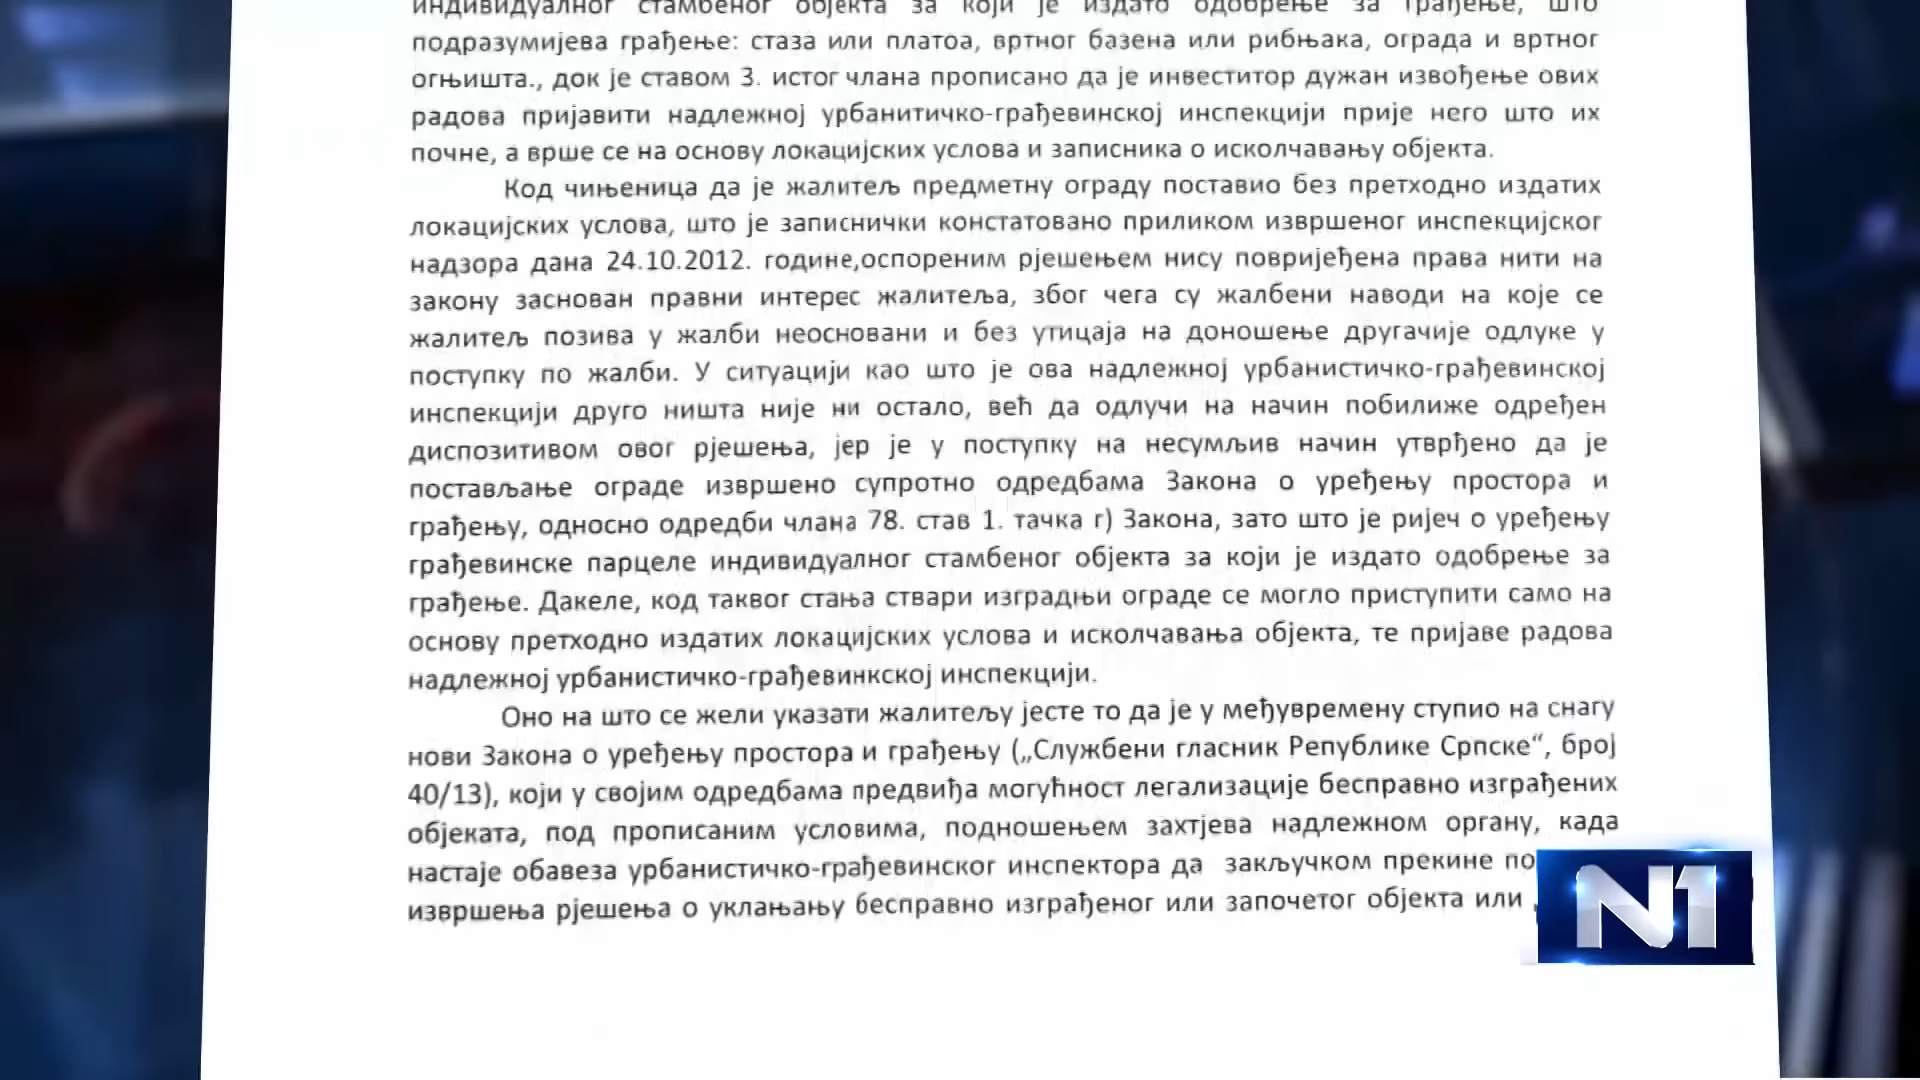 индивидуалног стамбеног објекта за који је издато одобрење за грађење, што
подразумијева грађење: стаза или платоа, вртног базена или рибњака, ограда и вртног
огњишта., док је ставом 3. истог члана прописано да је инвеститор дужан извођење ових
радова пријавити надлежној урбанитичко-грађевинској инспекцији прије него што их
почне, а врше се на основу локацијских услова и записника о исколчавању објекта.
Код чињеница да је жалитељ предметну ограду поставио без претходно издатих
локацијских услова, што је записнички констатовано приликом извршеног инспекцијског
надзора дана 24.10.2012. године,оспореним рјешењем нису повријеђена права нити на
закону заснован правни интерес жалитеља, због чега су жалбени наводи на које се
жалитељ позива у жалби неосновани и без утицаја на доношење другачије одлуке у
поступку по жалби. У ситуацији као што је ова надлежној урбанистичко-грађевинској
инспекцији друго ништа није ни остало, већ да одлучи на начин побилиже одређен
диспозитивом овог рјешења, јер је у поступку на несумљив начин утврђено да је
постављање ограде извршено супротно одредбама Закона о уређењу простора и
грађењу, односно одредби члана 78. став 1. тачка г) Закона, зато што је ријеч о уређењу
грађевинске парцеле индивидуалног стамбеног објекта за који је издато одобрење за
грађење. Дакеле, код таквог стања ствари изградњи ограде се могло приступити само на
основу претходно издатих локацијских услова и исколчавања објекта, те пријаве радова
надлежној урбанистичко-грађевинкској инспекцији.
Оно на што се жели указати жалитељу јесте то да је у међувремену ступио на снагу
нови Закона о уређењу простора и грађењу („Службени гласник Републике Српске“, број
40/13), који у својим одредбама предвиђа могућност легализације бесправно изграђених
објеката, под прописаним условима, подношењем захтјева надлежном органу, када
настаје обавеза урбанистичко-грађевинског инспектора да закључком прекине
извршења рјешења о уклањању бесправно изграђеног или започетог објекта или
N1